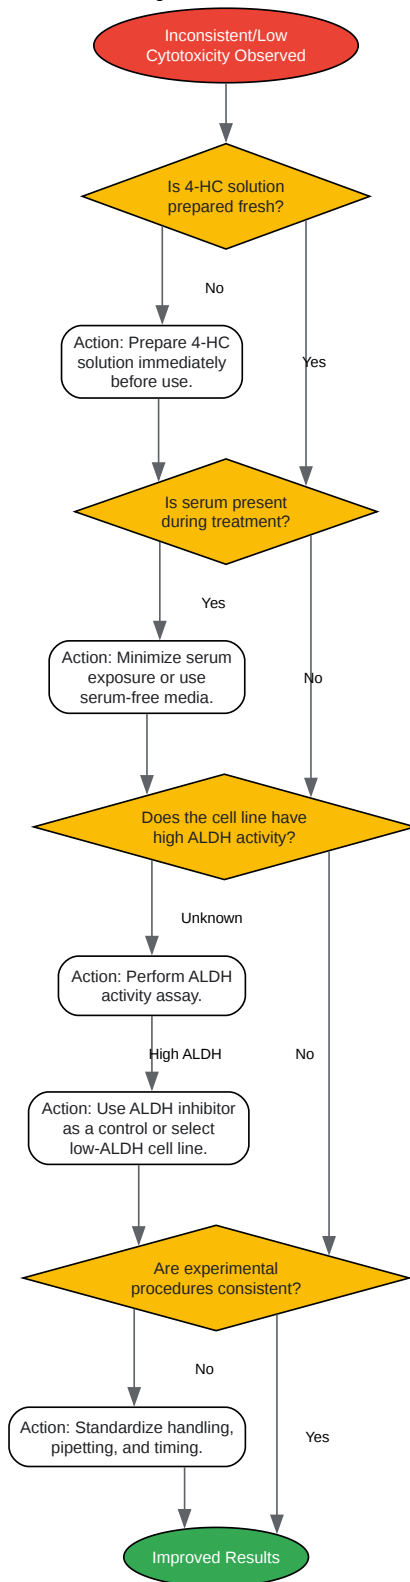 Inconsistent/Low
Cytotoxicity Observed
Is 4-HC solution
prepared fresh?
No
Action: Prepare 4-HC
solution immediately
before use.
Yes
Is serum present
during treatment?
Yes
Action: Minimize serum
exposure or use
serum-free media.
No
Does the cell line have
high ALDH activity?
Unknown
Action: Perform ALDH
activity assay.
High ALDH
No
Action: Use ALDH inhibitor
as a control or select
low-ALDH cell line.
Are experimental
procedures consistent?
No
Action: Standardize handling,
pipetting, and timing.
Yes
Improved Results